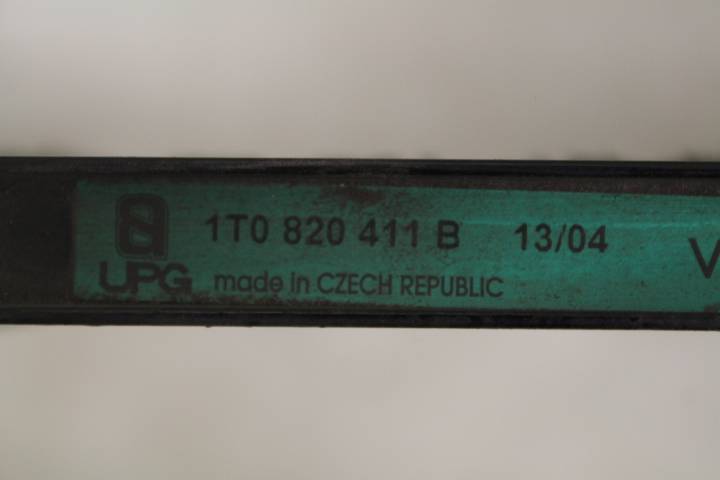 1T0 820 411 B 13/04 V
UPG made in CZECH REPUBLIC